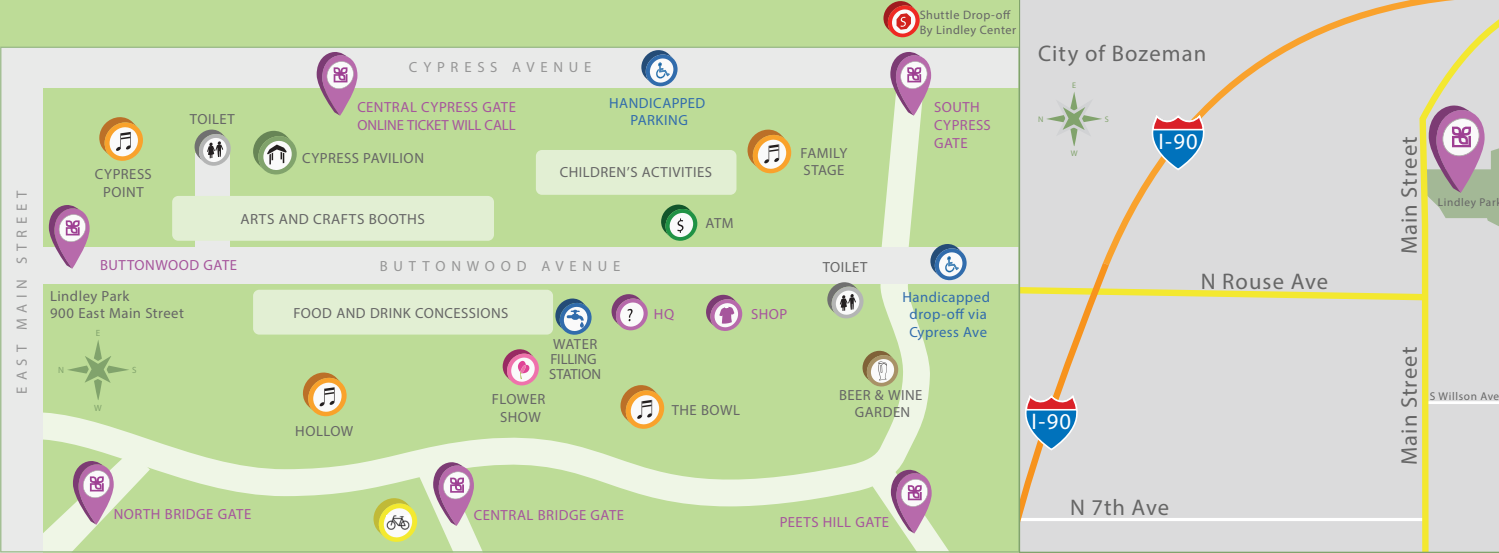 Shuttle Drop-off
By Lindley Center
S
CYPRESS AVENUE
CENTRAL CYPRESS GATE
ONLINE TICKET WILL CALL
HANDICAPPED
PARKING
SOUTH
CYPRESS
GATE
TOILET
CYPRESS
POINT
CYPRESS PAVILION
CHILDREN'S ACTIVITIES
FAMILY
STAGE
ARTS AND CRAFTS BOOTHS
$
ATM
EAST MAIN STREET
BUTTONWOOD GATE
BUTTONWOOD AVENUE
TOILET
Lindley Park
900 East Main Street
FOOD AND DRINK CONCESSIONS
?
HQ
SHOP
Handicapped
drop-off via
Cypress Ave
E
N
S
W
WATER
FILLING
STATION
FLOWER
SHOW
HOLLOW
THE BOWL
BEER & WINE
GARDEN
NORTH BRIDGE GATE
CENTRAL BRIDGE GATE
PEETS HILL GATE
City of Bozeman
E
N
S
W
I-90
Main Street
Lindley Park
N Rouse Ave
Main Street
S Willson Ave
I-90
N 7th Ave